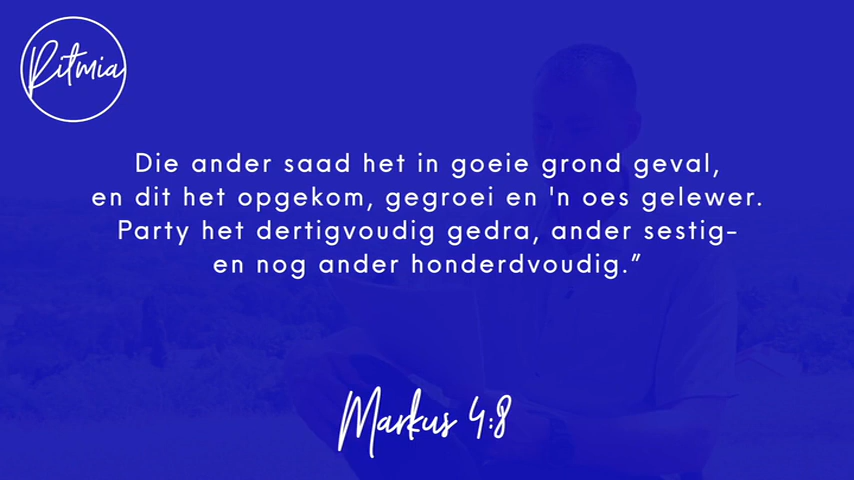 Ritmia
Die ander saad het in goeie grond geval,
en dit het opgekom, gegroei en 'n oes gelewer.
Party het dertigvoudig gedra, ander sestig-
en nog ander honderdvoudig.”
Markus 4:8